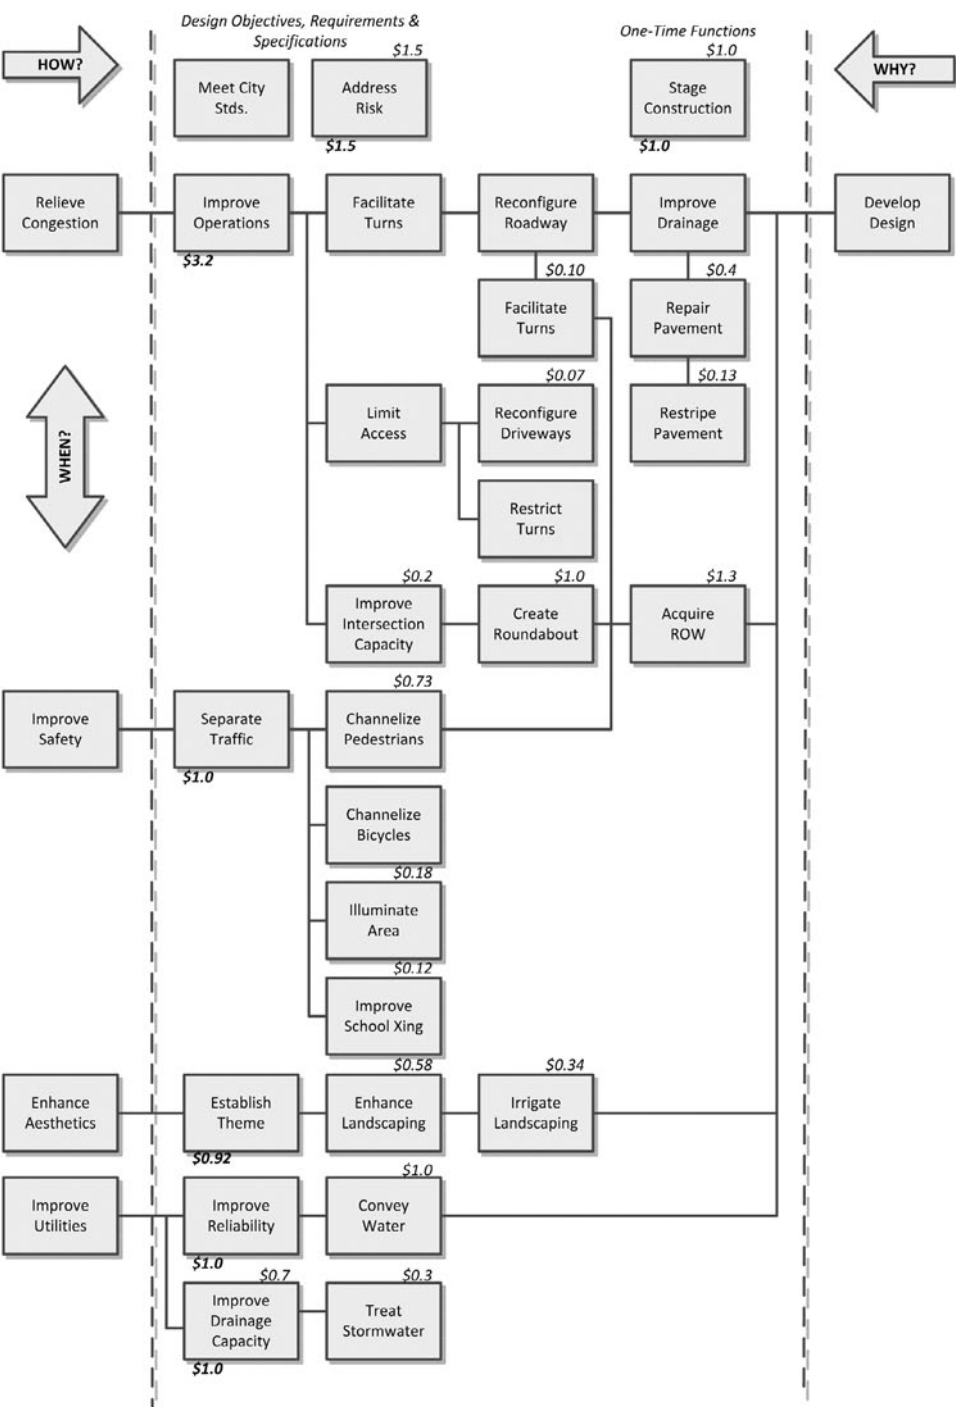 Design Objectives, Requirements &
Specifications
One-Time Functions
HOW?
WHY?
$1.5
$1.0
Meet City
Stds.
Address
Risk
Stage
Construction
$1.5
$1.0
Relieve
Congestion
Improve
Operations
Facilitate
Turns
Reconfigure
Roadway
Improve
Drainage
Develop
Design
$3.2
$0.10
$0.4
Facilitate
Turns
Repair
Pavement
$0.07
$0.13
WHEN?
Limit
Access
Reconfigure
Driveways
Restripe
Pavement
Restrict
Turns
$0.2
$1.0
$1.3
Improve
Intersection
Capacity
Create
Roundabout
Acquire
ROW
$0.73
Improve
Safety
Separate
Traffic
Channelize
Pedestrians
$1.0
Channelize
Bicycles
$0.18
Illuminate
Area
$0.12
Improve
School Xing
$0.58
$0.34
Enhance
Aesthetics
Establish
Theme
Enhance
Landscaping
Irrigate
Landscaping
$0.92
$1.0
Improve
Utilities
Improve
Reliability
Convey
Water
$1.0
$0.7
$0.3
Improve
Drainage
Capacity
Treat
Stormwater
$1.0